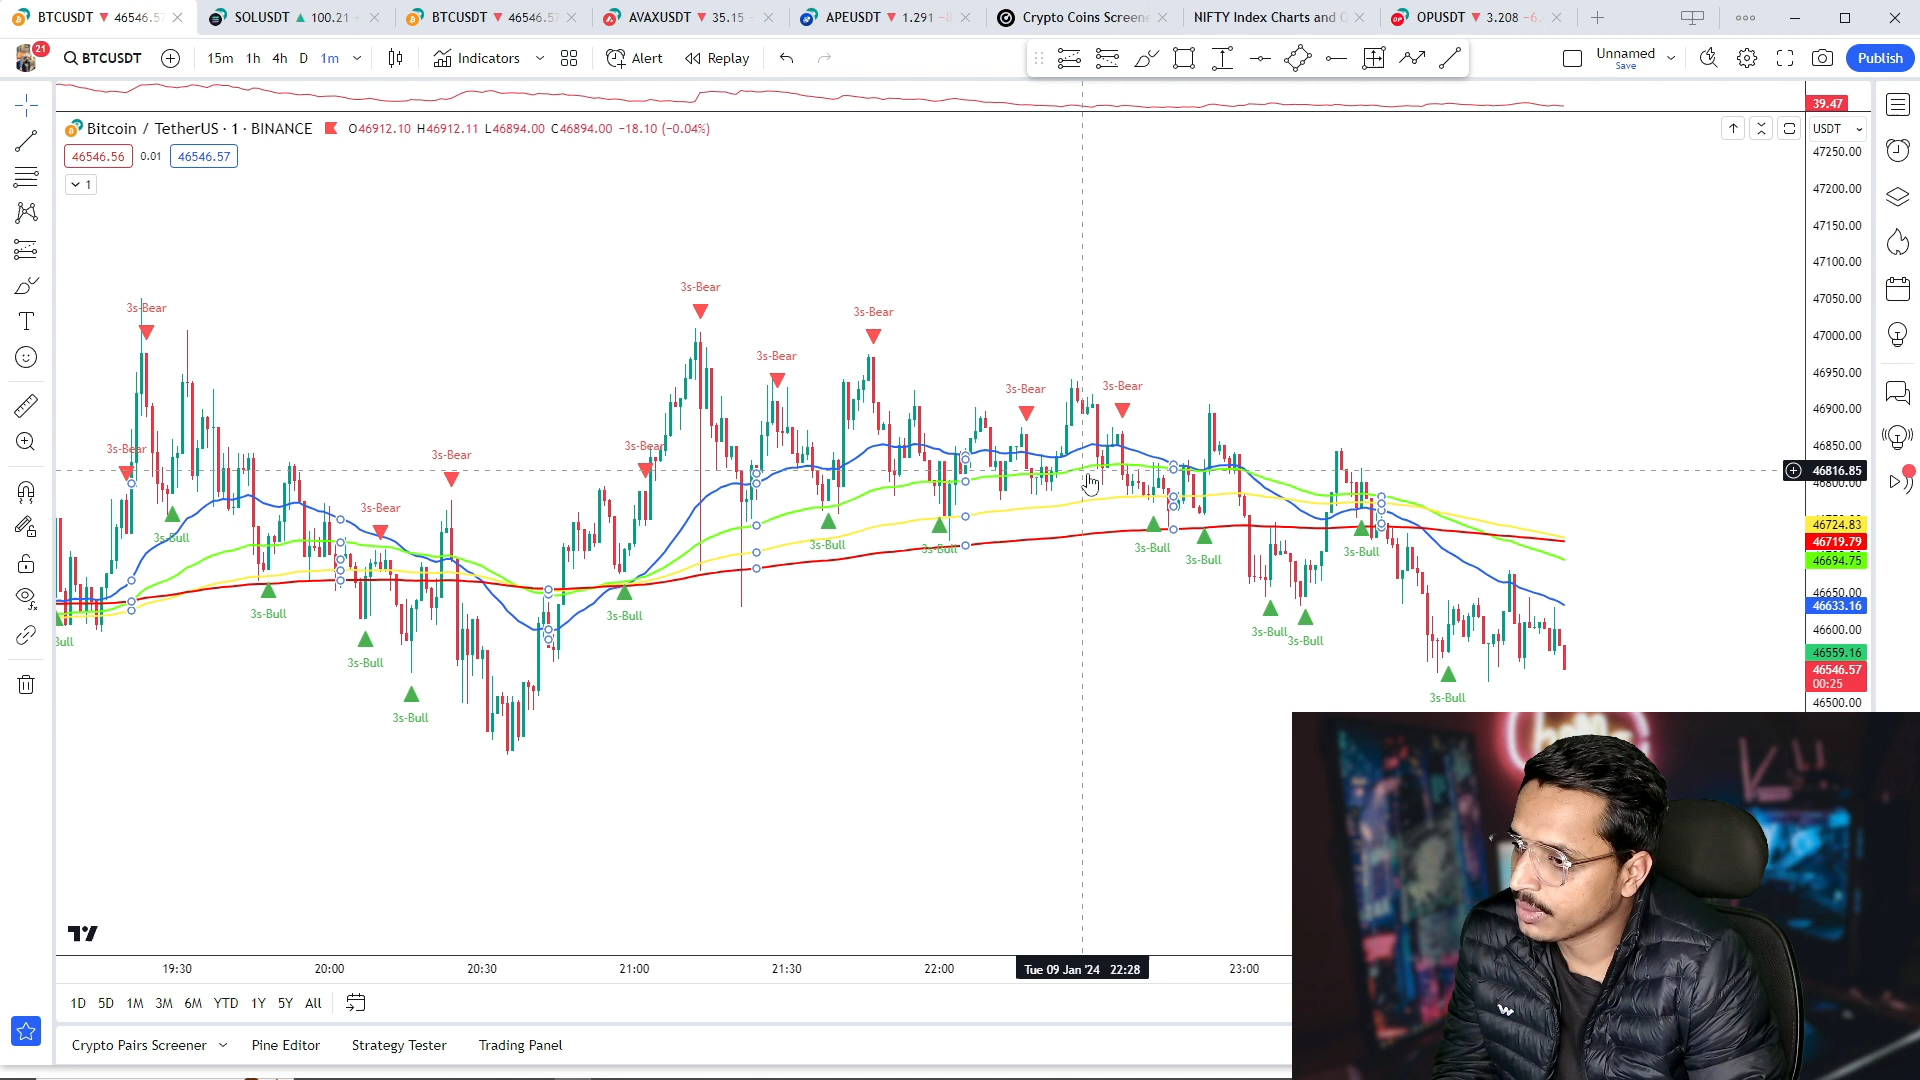 BTCUSDT ▼ 46546.57
SOLUSDT ▲ 100.21
BTCUSDT ▼ 46546.57
AVAXUSDT ▼ 35.15
APEUSDT ▼ 1.291
Crypto Coins Screene
NIFTY Index Charts and
OPUSDT ▼ 3.208
21
BTCUSDT
15m 1h 4h D 1m
Indicators
Alert
Replay
Unnamed
Save
Publish
Bitcoin / TetherUS · 1 · BINANCE
O46912.10 H46912.11 L46894.00 C46894.00 −18.10 (−0.04%)
46546.56 0.01 46546.57
1
39.47
USDT
47250.00
47200.00
47150.00
47100.00
47050.00
47000.00
46950.00
46900.00
46850.00
46816.85
46800.00
46724.83
46719.79
46694.75
46650.00
46633.16
46600.00
46559.16
46546.57
00:25
46500.00
3s-Bear
3s-Bear
3s-Bear
3s-Bear
3s-Bear
3s-Bear
3s-Bear
3s-Bear
3s-Bear
3s-Bear
3s-Bull
3s-Bull
3s-Bull
3s-Bull
3s-Bull
3s-Bull
3s-Bull
3s-Bull
3s-Bull
3s-Bull
3s-Bull
3s-Bull
3s-Bull
19:30 20:00 20:30 21:00 21:30 22:00 Tue 09 Jan '24 22:28 23:00
1D 5D 1M 3M 6M YTD 1Y 5Y All
Crypto Pairs Screener
Pine Editor
Strategy Tester
Trading Panel